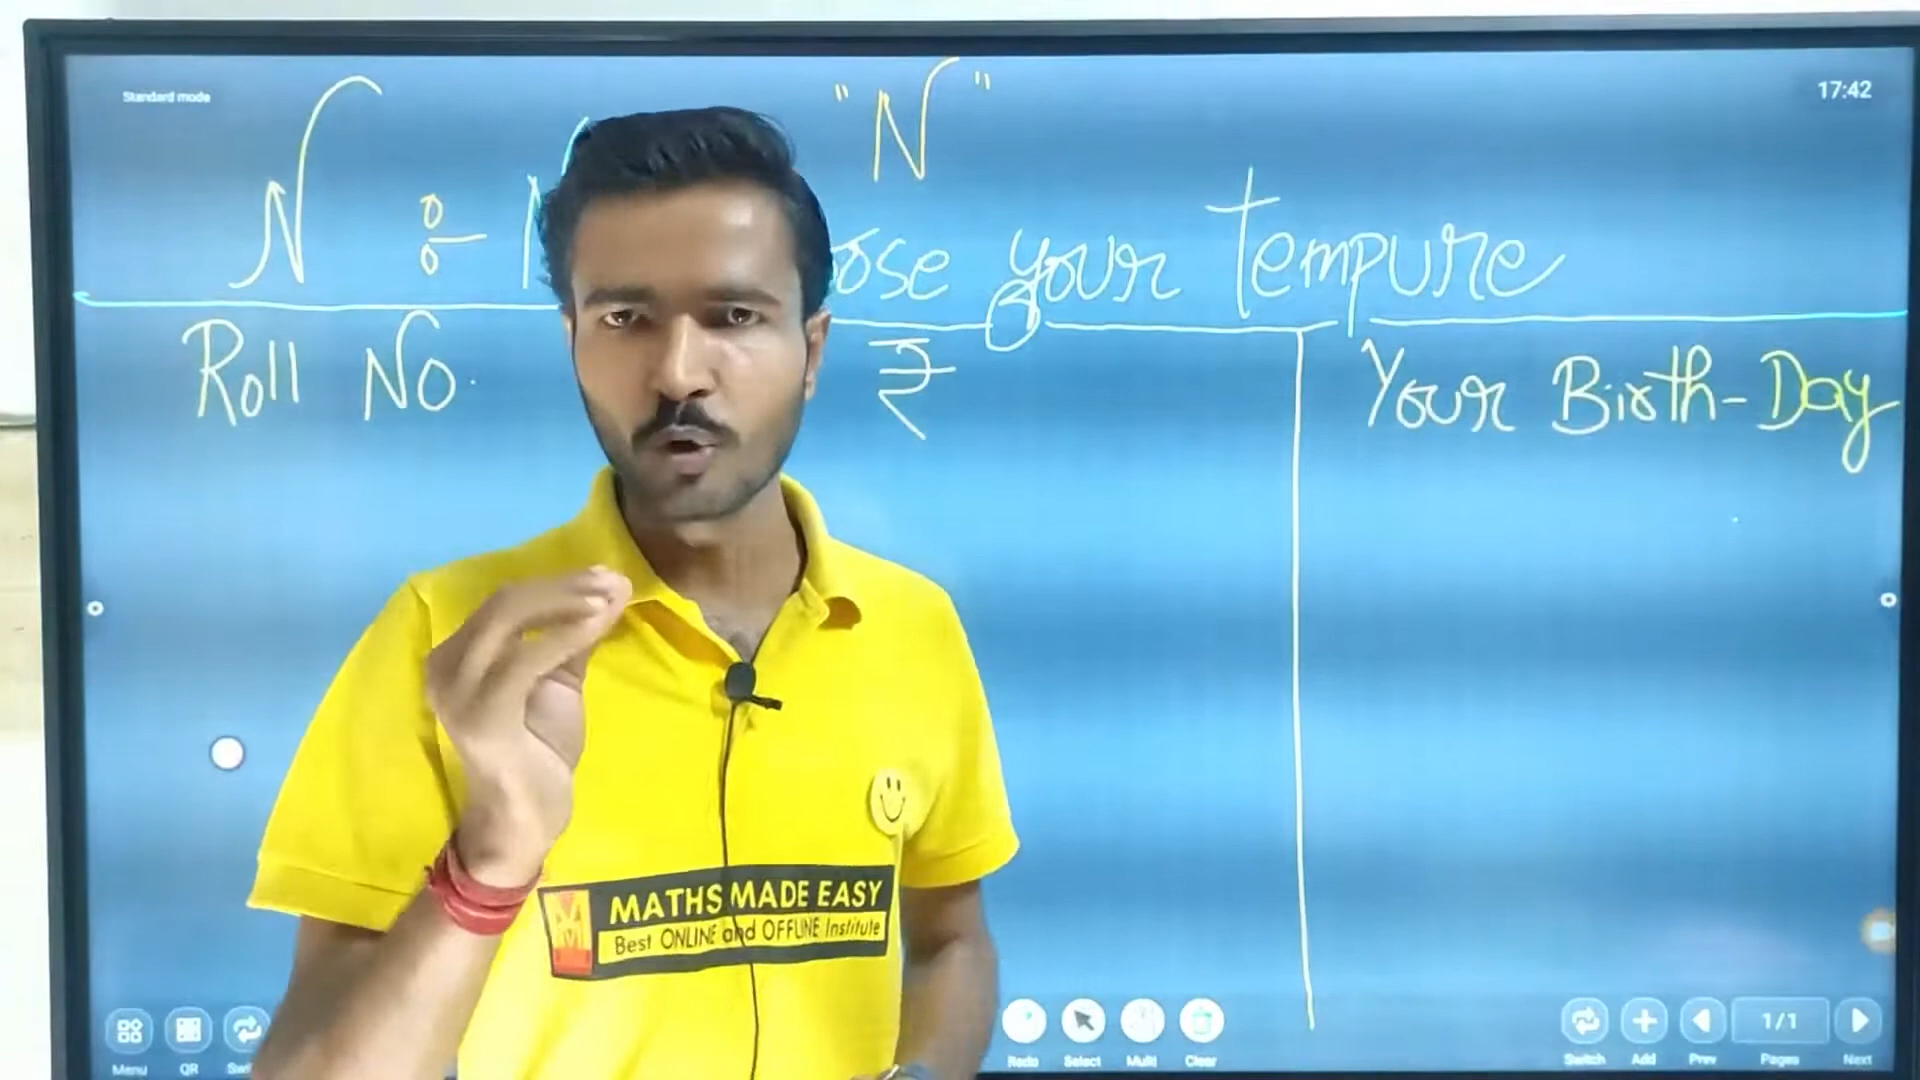 Standard mode
"N"
17:42
N ÷ N ose your tempure
Roll No. ₹ Your Birth-Day
MATHS MADE EASY
Best ONLINE and OFFLINE Institute
Menu QR Redo Select Multi Clear Switch Add Prev 1/1 Pages Next